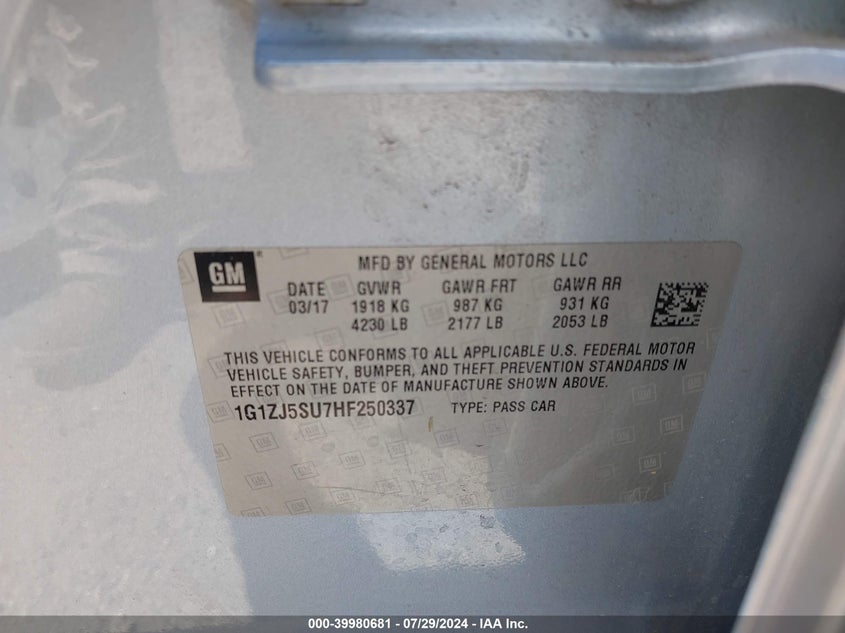 GM
MFD BY GENERAL MOTORS LLC
DATE GVWR GAWR FRT GAWR RR
03/17 1918 KG 987 KG 931 KG
4230 LB 2177 LB 2053 LB
THIS VEHICLE CONFORMS TO ALL APPLICABLE U.S. FEDERAL MOTOR
VEHICLE SAFETY, BUMPER, AND THEFT PREVENTION STANDARDS IN
EFFECT ON THE DATE OF MANUFACTURE SHOWN ABOVE.
1G1ZJ5SU7HF250337 TYPE: PASS CAR
000-39980681 - 07/29/2024 - IAA Inc.